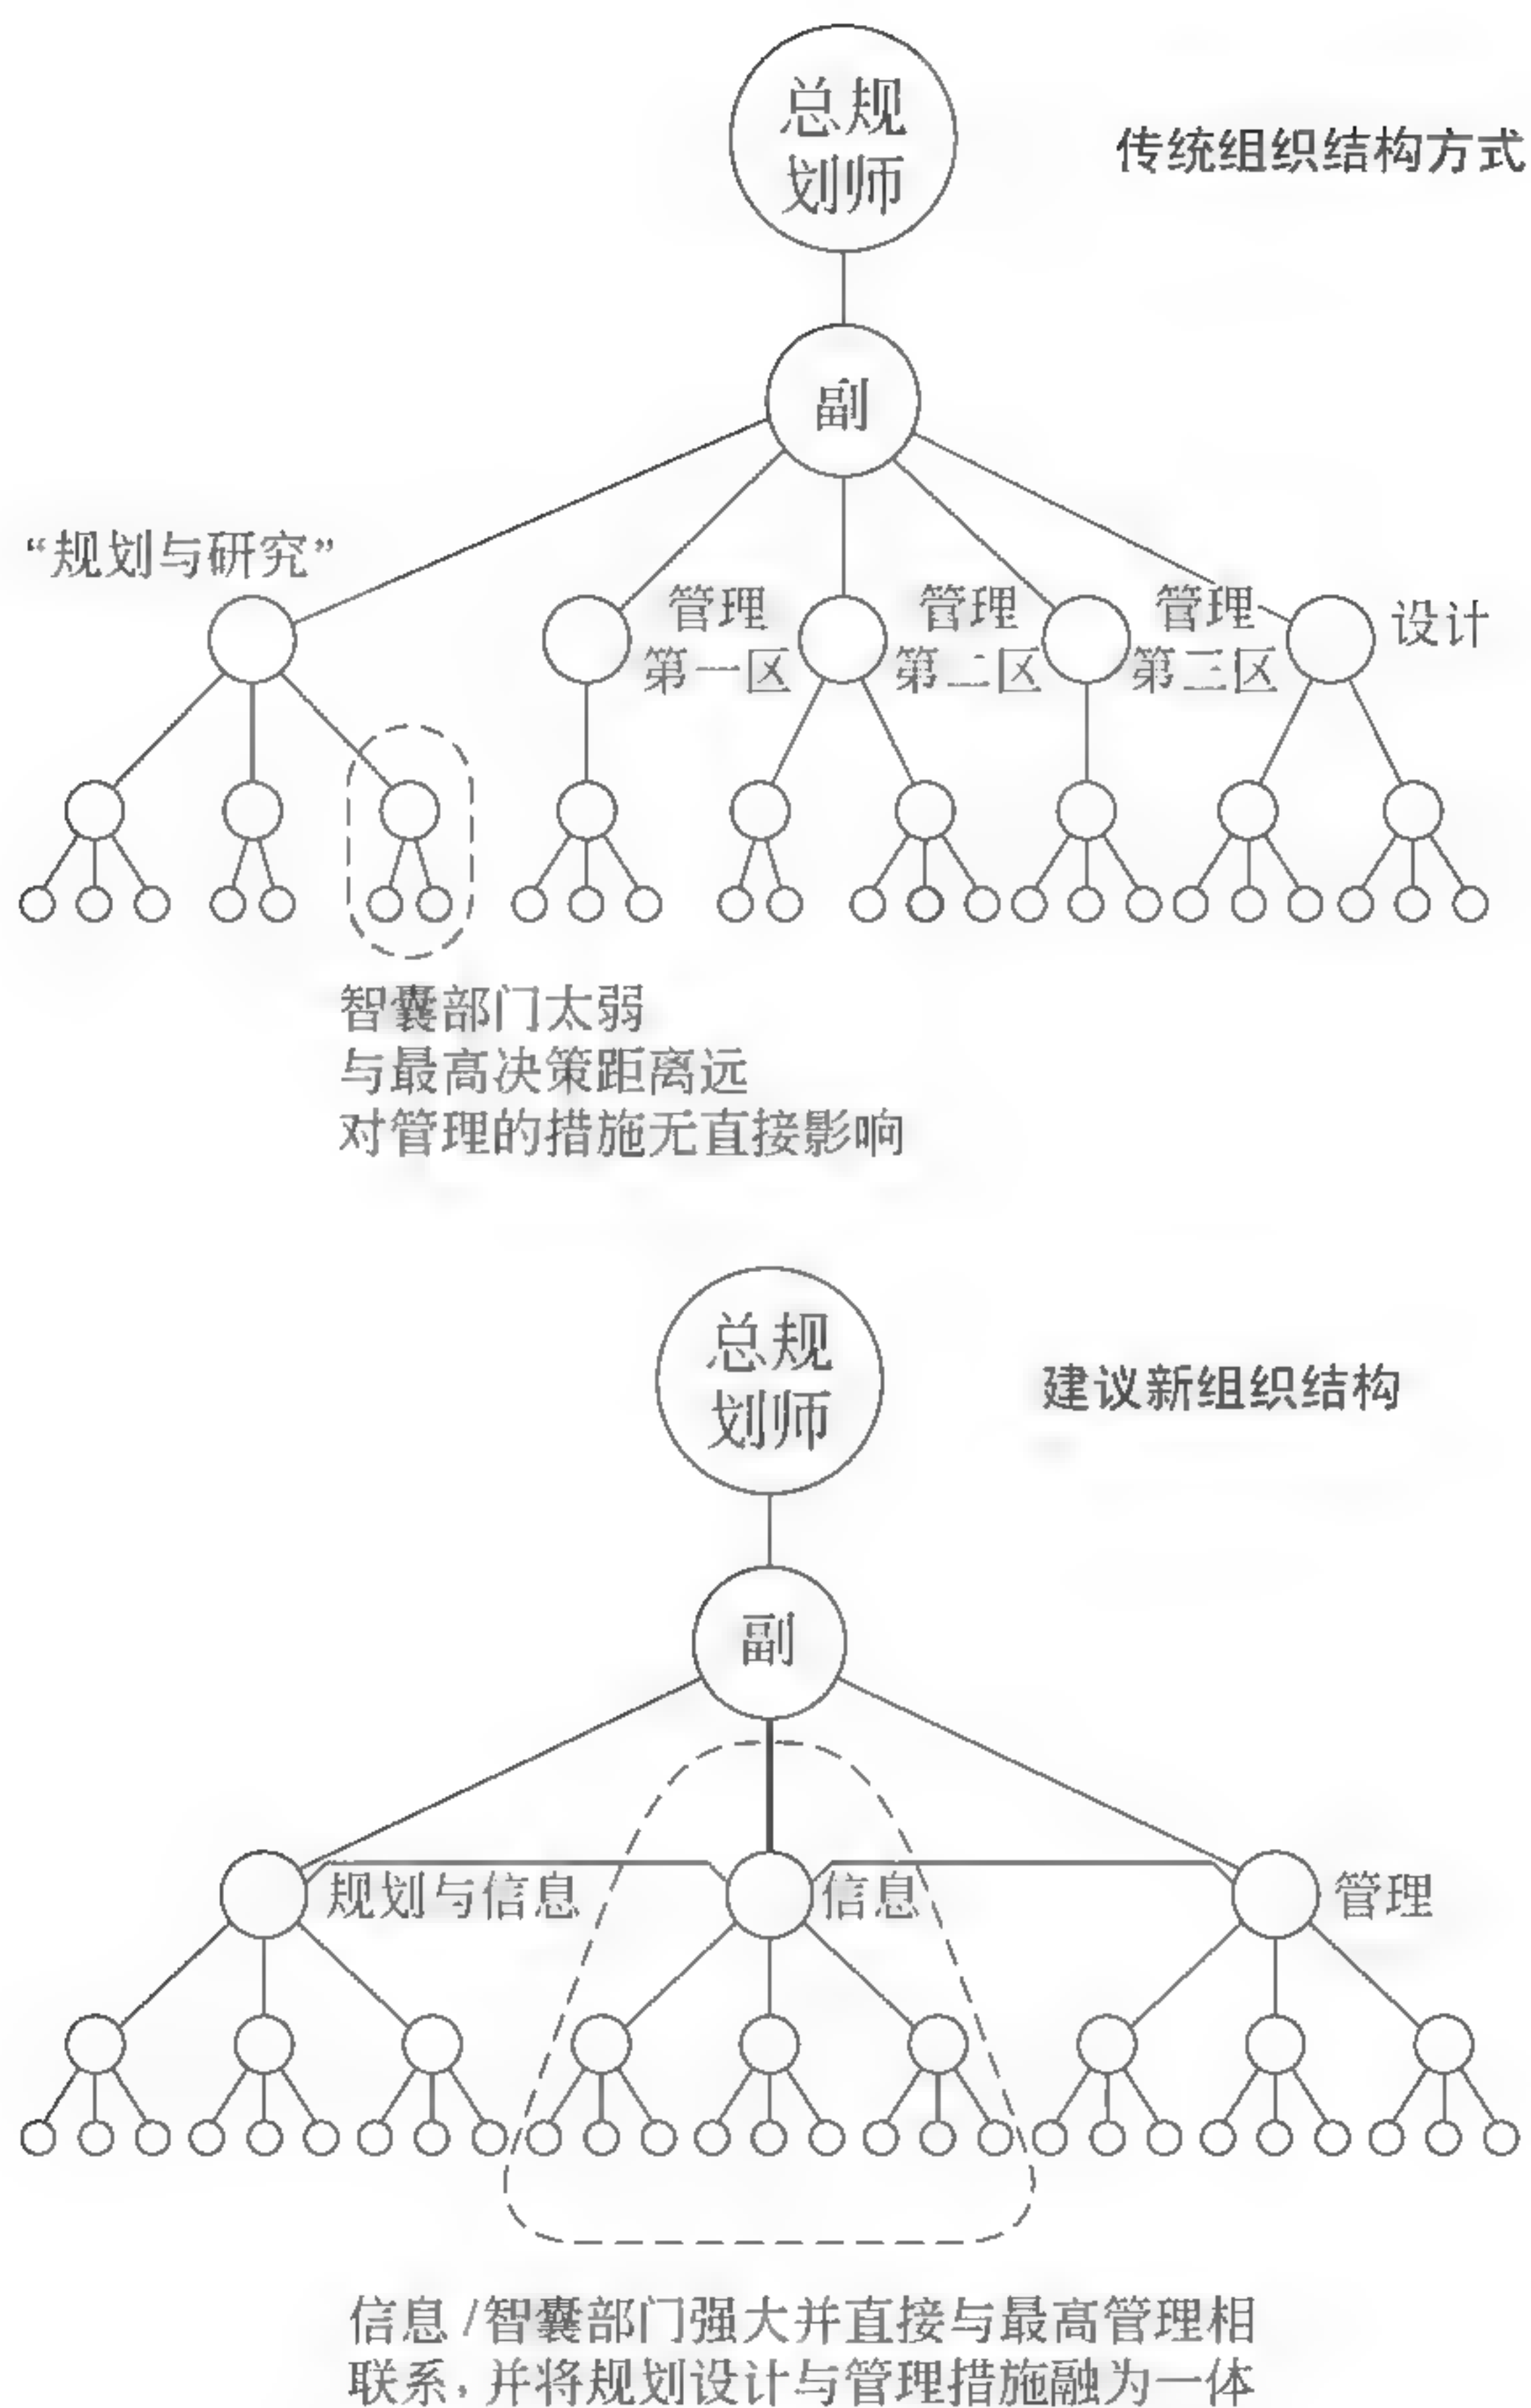 总规
划师
传统组织结构方式
副
“规划与研究”
管理
第一区
管理
第二区
管理
第三区
设计
智囊部门太弱
与最高决策距离远
对管理的措施无直接影响
总规
划师
建议新组织结构
副
规划与信息
信息
管理
信息/智囊部门强大并直接与最高管理相
联系,并将规划设计与管理措施融为一体